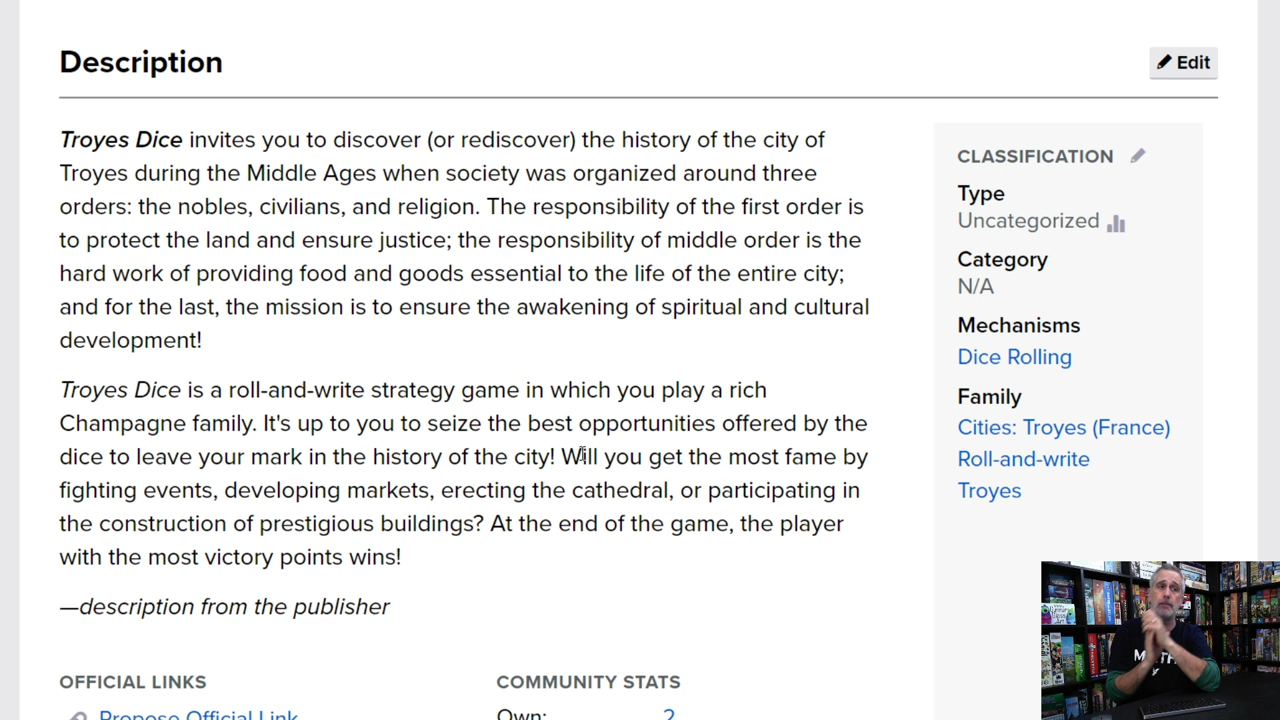 Description
Edit
Troyes Dice invites you to discover (or rediscover) the history of the city of
Troyes during the Middle Ages when society was organized around three
orders: the nobles, civilians, and religion. The responsibility of the first order is
to protect the land and ensure justice; the responsibility of middle order is the
hard work of providing food and goods essential to the life of the entire city;
and for the last, the mission is to ensure the awakening of spiritual and cultural
development!
Troyes Dice is a roll-and-write strategy game in which you play a rich
Champagne family. It's up to you to seize the best opportunities offered by the
dice to leave your mark in the history of the city! Will you get the most fame by
fighting events, developing markets, erecting the cathedral, or participating in
the construction of prestigious buildings? At the end of the game, the player
with the most victory points wins!
—description from the publisher
OFFICIAL LINKS
Propose Official Link
COMMUNITY STATS
Own: 2
CLASSIFICATION
Type
Uncategorized
Category
N/A
Mechanisms
Dice Rolling
Family
Cities: Troyes (France)
Roll-and-write
Troyes